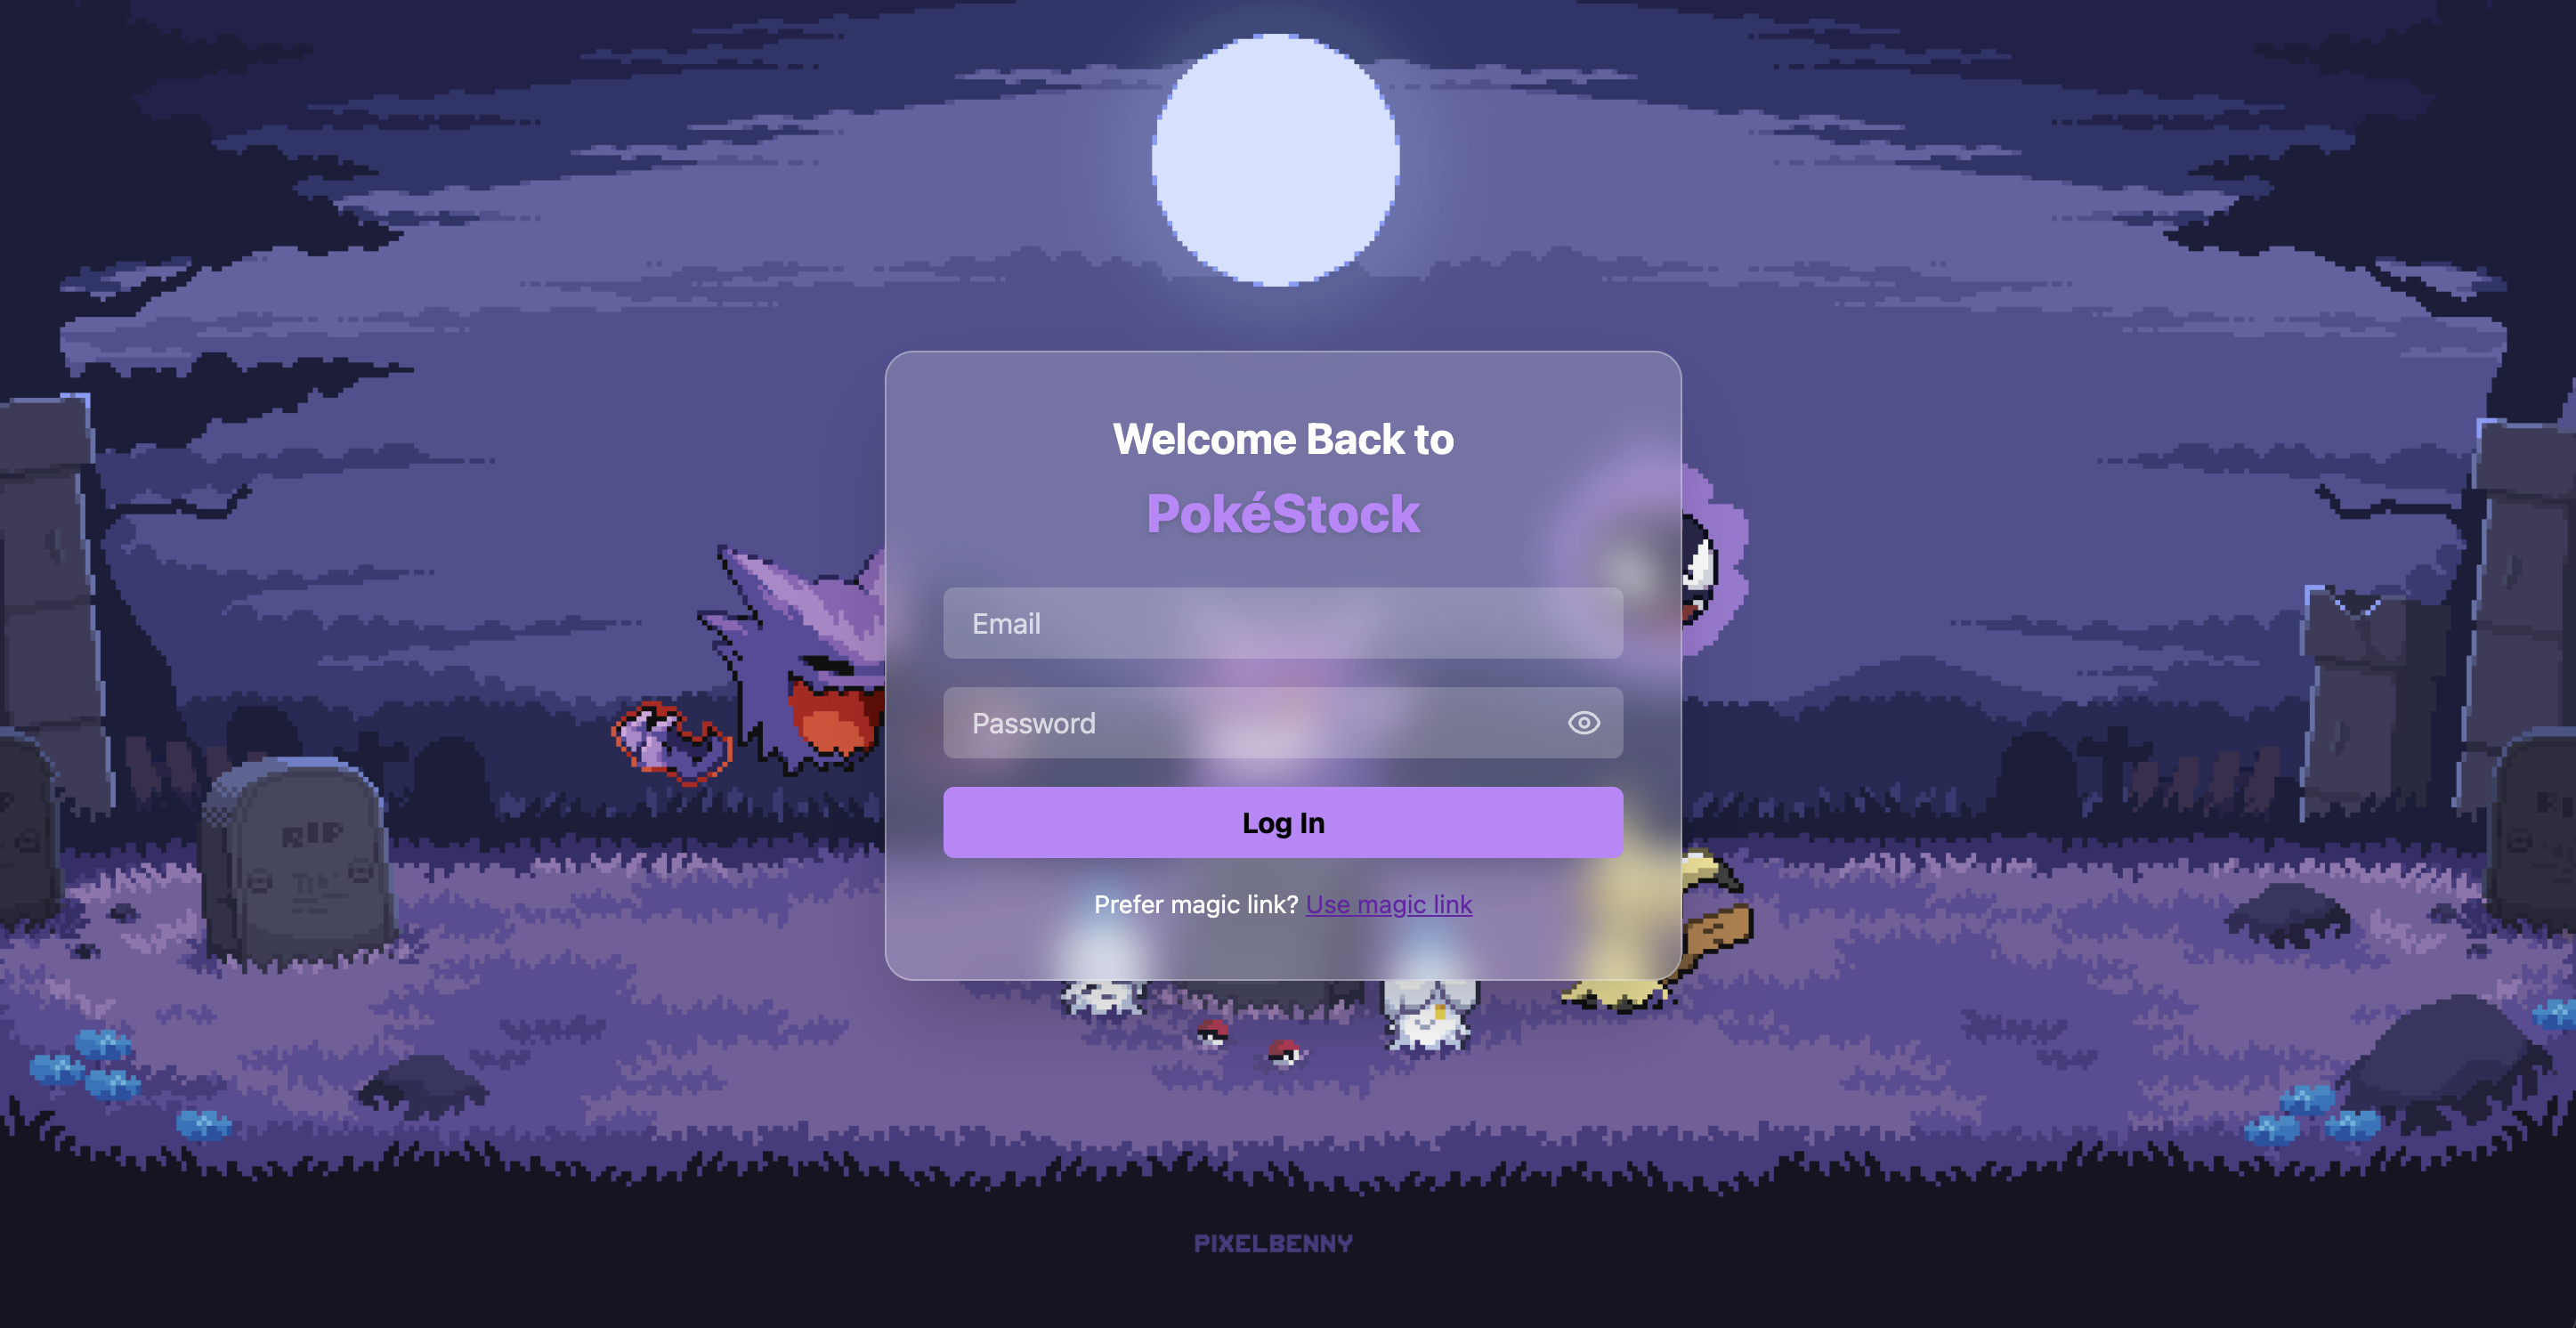 Welcome Back to
PokéStock
Email
Password
Log In
Prefer magic link? Use magic link
RIP
PIXELBENNY